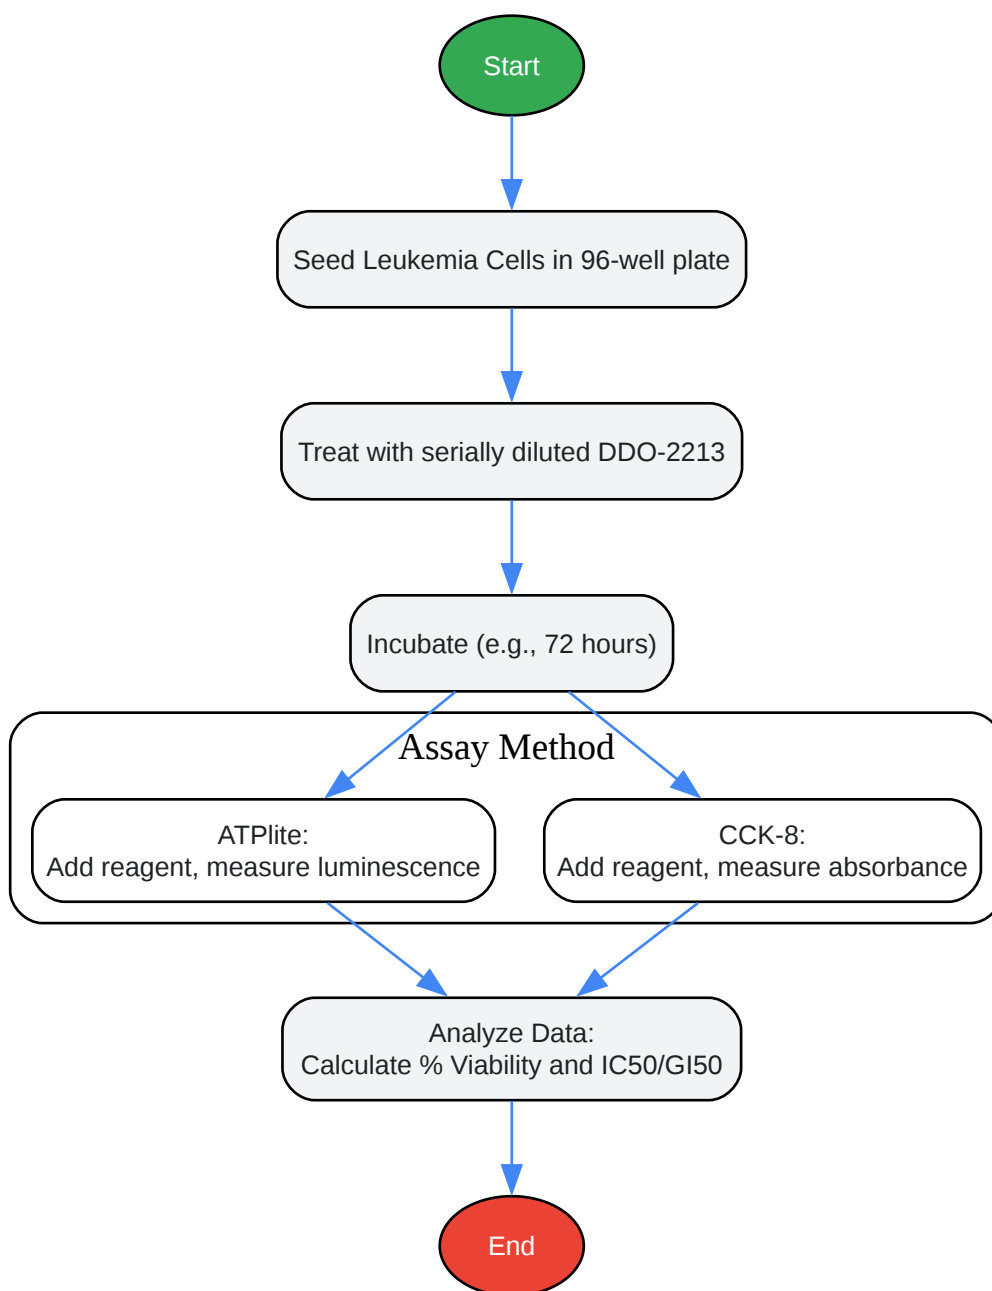 Start
Seed Leukemia Cells in 96-well plate
Treat with serially diluted DDO-2213
Incubate (e.g., 72 hours)
Assay Method
ATPlite:
Add reagent, measure luminescence
CCK-8:
Add reagent, measure absorbance
Analyze Data:
Calculate % Viability and IC50/GI50
End